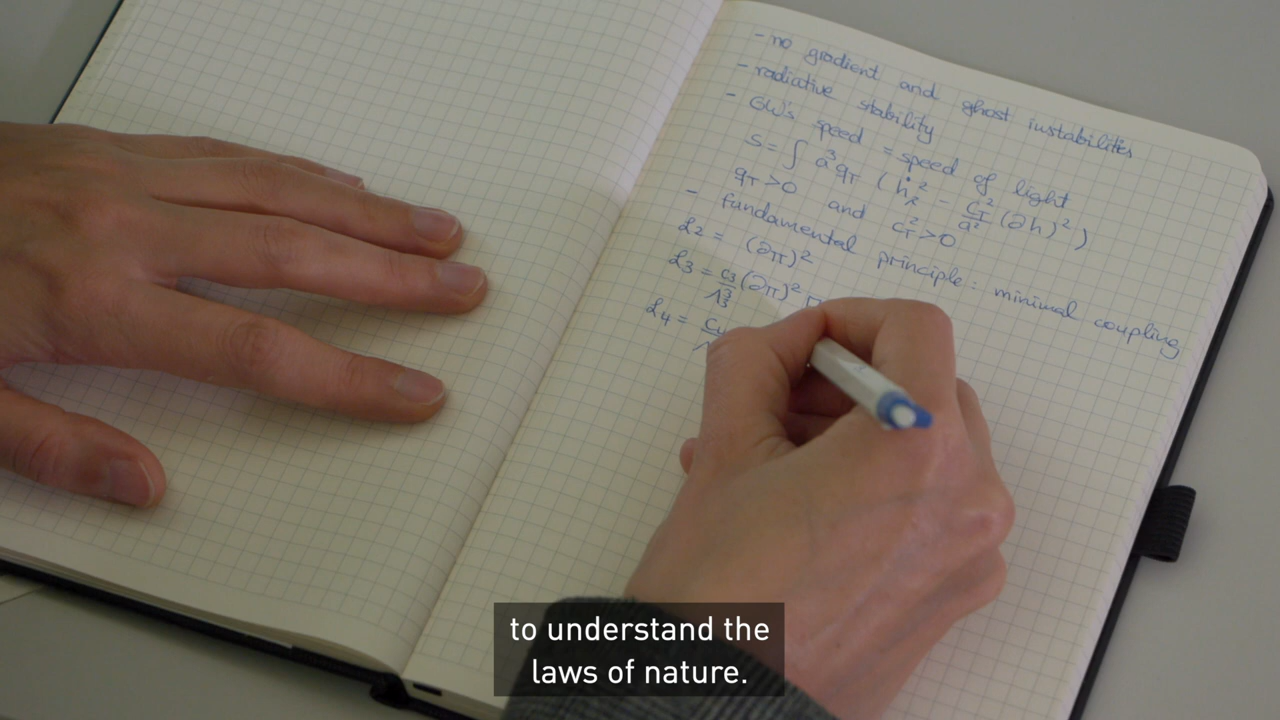 - no gradient and ghost instabilities
- radiative stability
- GW's speed = speed of light
S = ∫ a³ q_T ( ḣ² - c_T²/a² (∂h)² )
q_T > 0 and c_T² > 0
- fundamental principle: minimal coupling
ℒ₂ = (∂π)²
ℒ₃ = c₃/Λ₃³ (∂π)²
ℒ₄ =
to understand the
laws of nature.